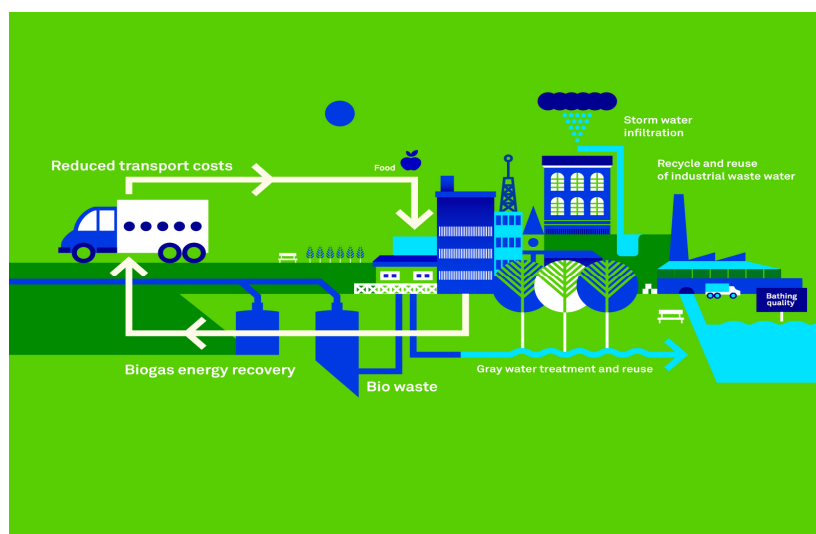 Storm water
infiltration
Reduced transport costs
Food
Recycle and reuse
of industrial waste water
Bathing
quality
Biogas energy recovery
Bio waste
Gray water treatment and reuse